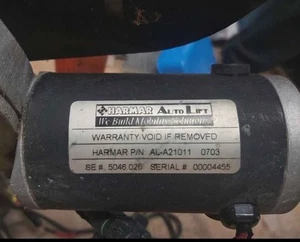 HARMAR AUTO LIFT
We Build Mobility Solutions
WARRANTY VOID IF REMOVED
HARMAR P/N AL-A21011 0703
SE #. 5046.026 SERIAL # 00004455